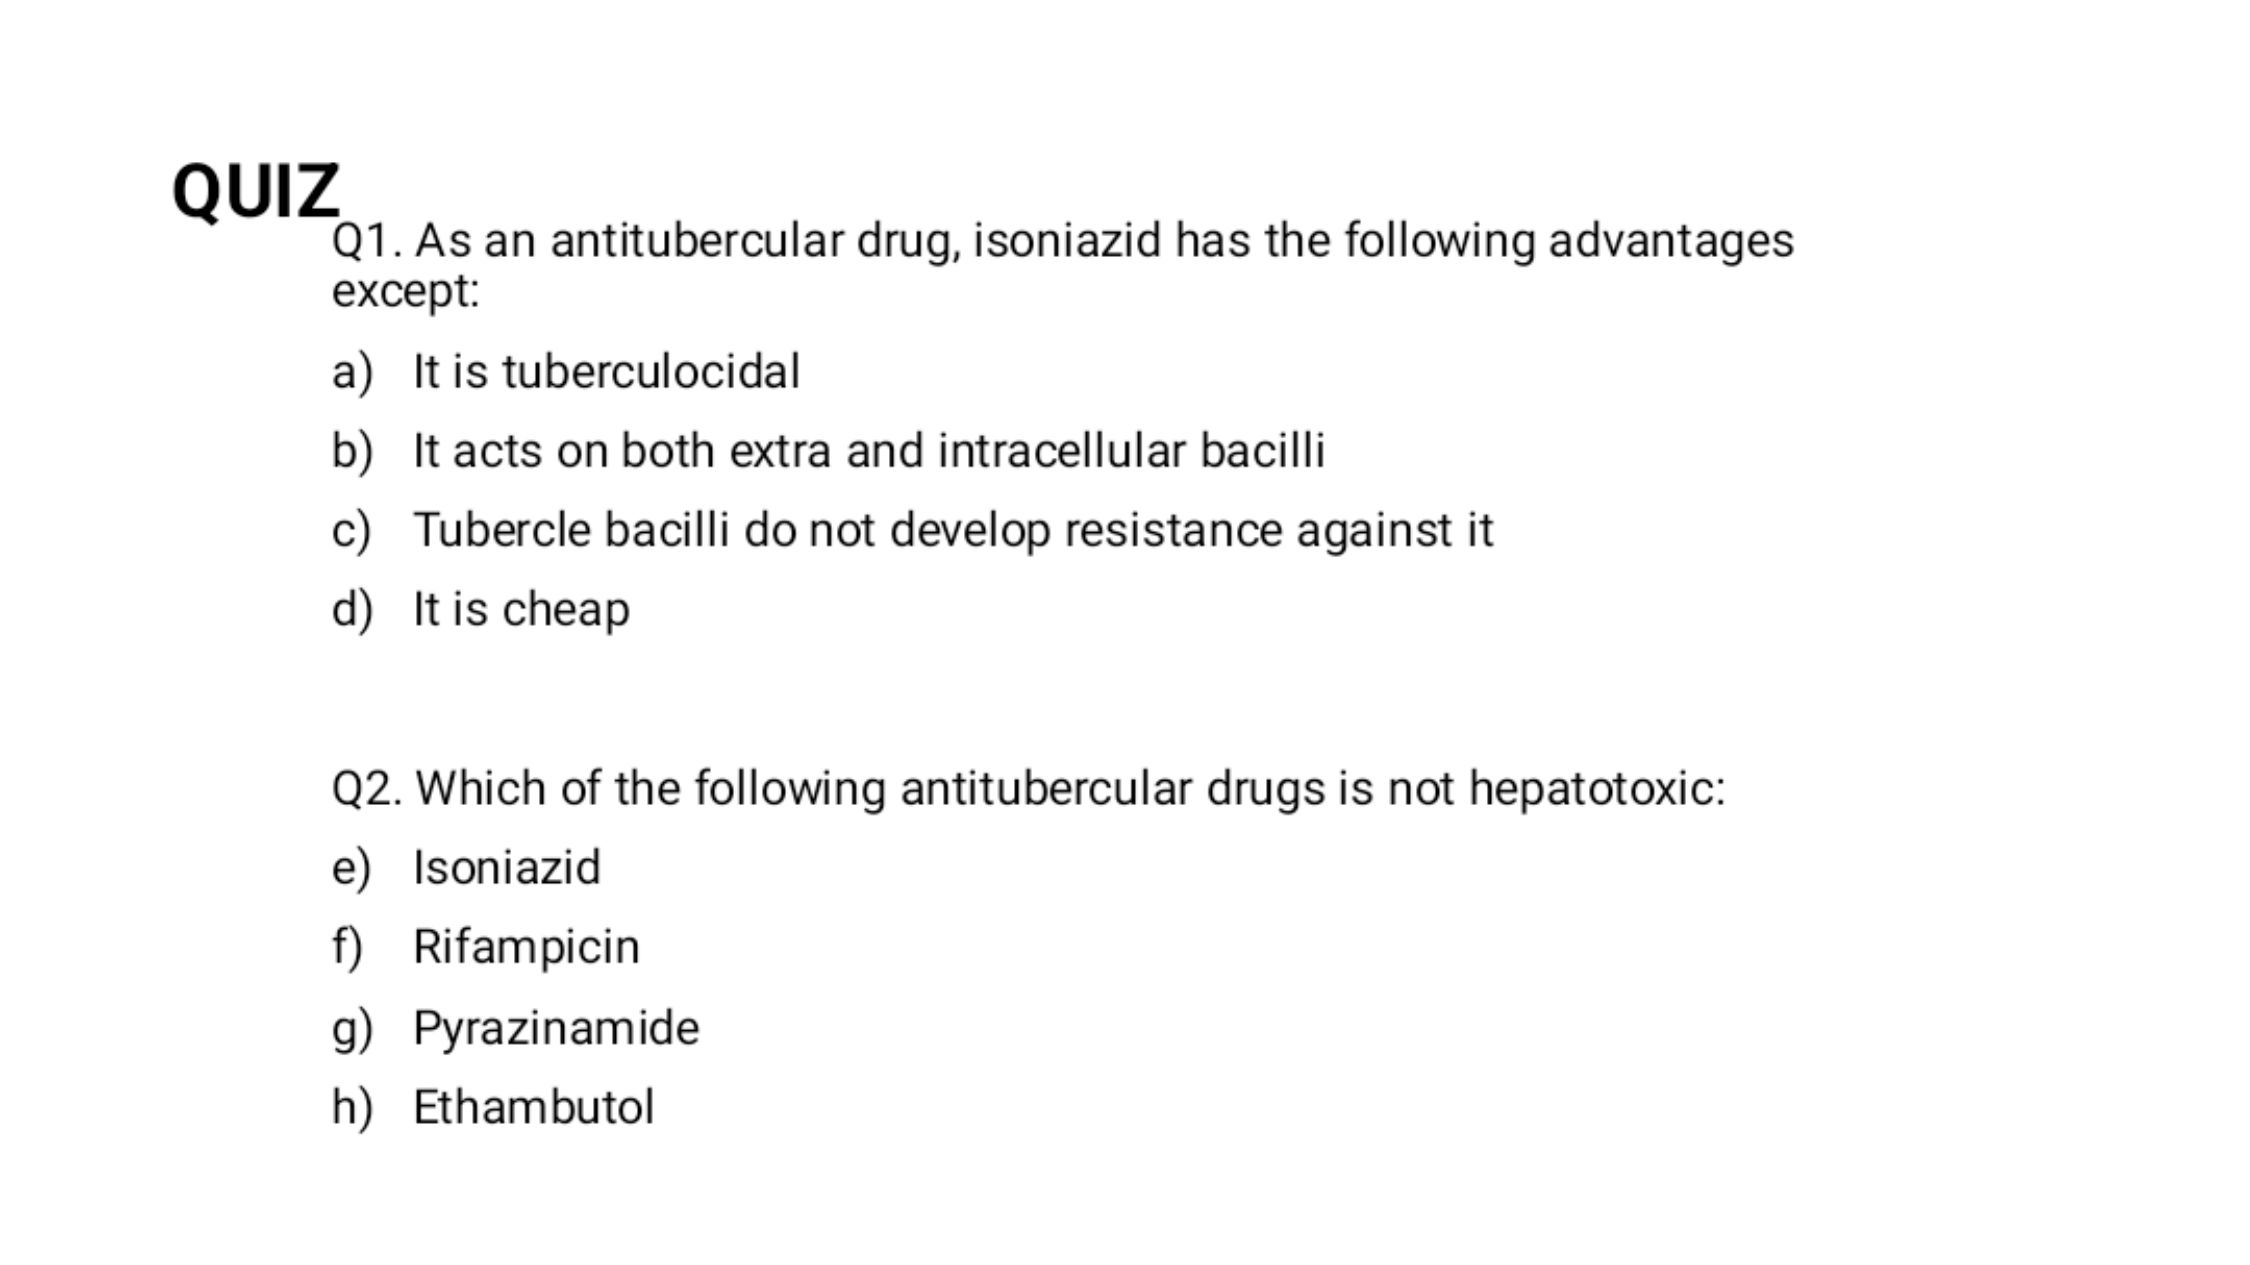 QUIZ
Q1. As an antitubercular drug, isoniazid has the following advantages
except:
a) It is tuberculocidal
b) It acts on both extra and intracellular bacilli
c) Tubercle bacilli do not develop resistance against it
d) It is cheap
Q2. Which of the following antitubercular drugs is not hepatotoxic:
e) Isoniazid
f) Rifampicin
g) Pyrazinamide
h) Ethambutol